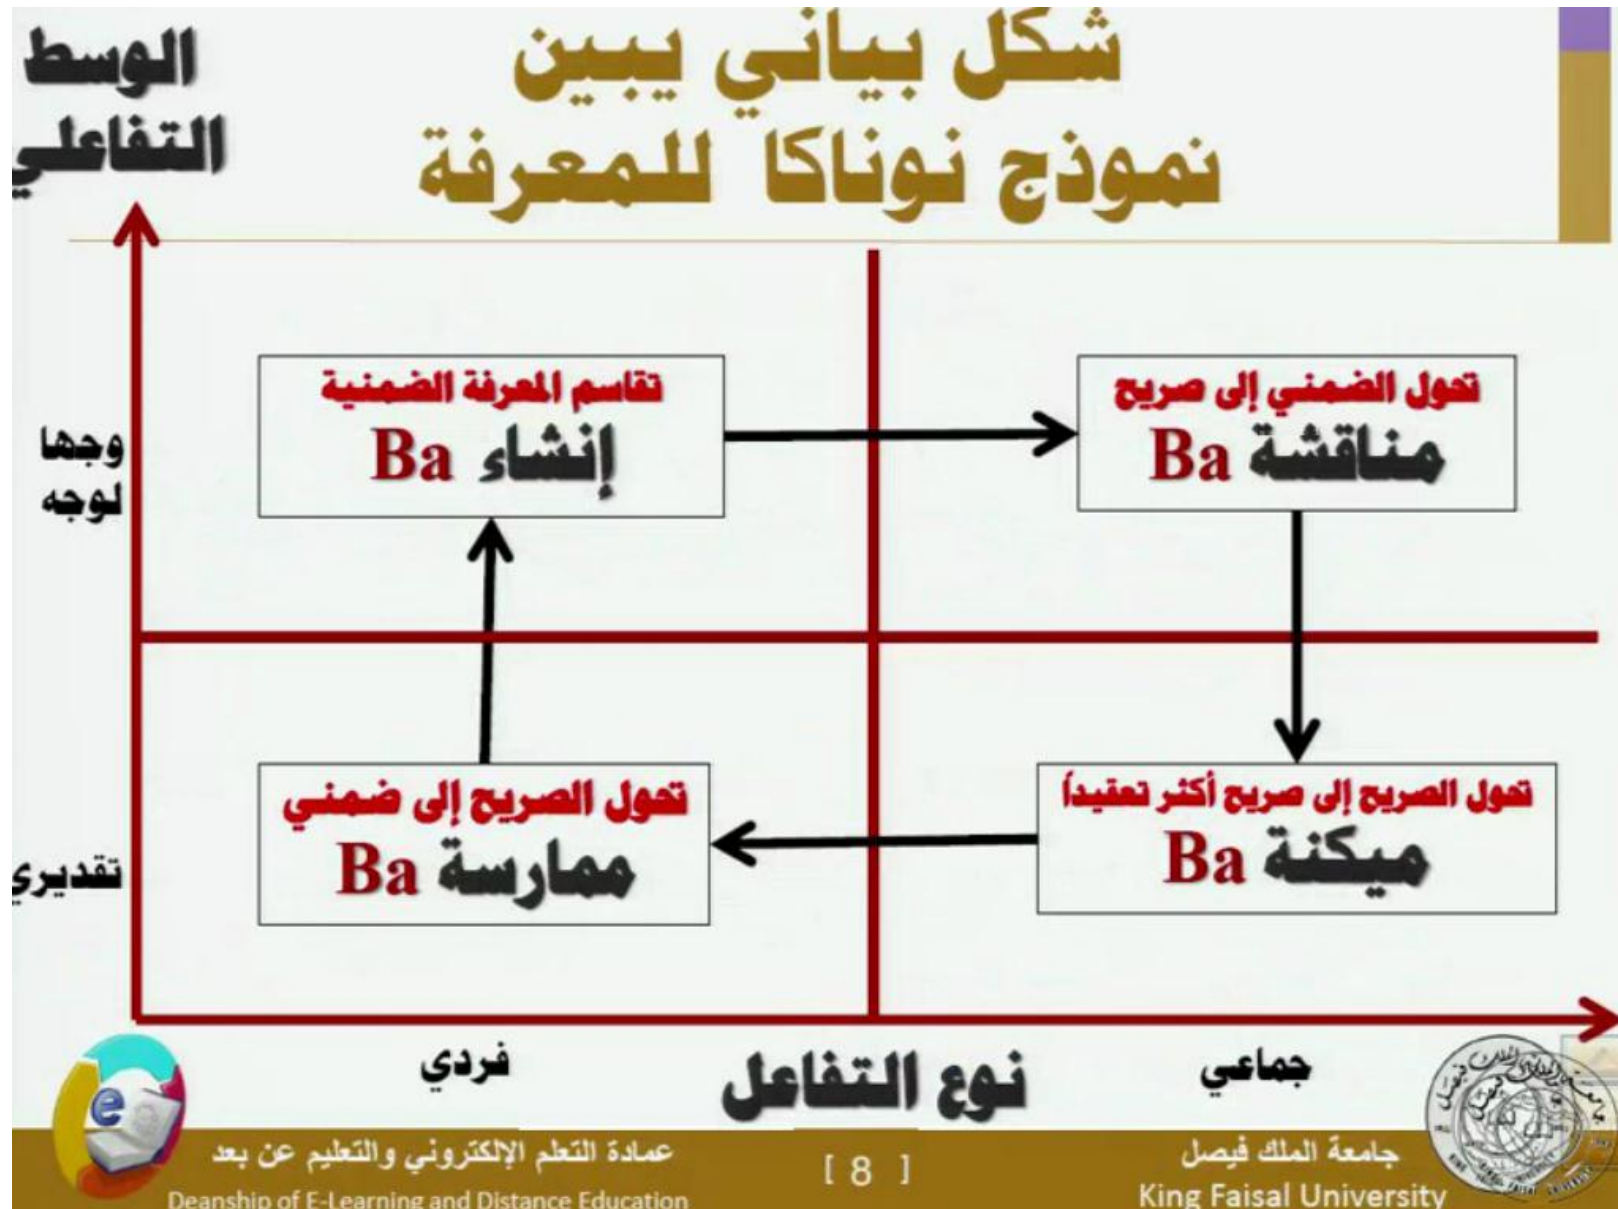 شكل بياني يبين
نموذج نوناكا للمعرفة
الوسط
التفاعلي
تحول الضمني إلى صريح
مناقشة Ba
تقاسم المعرفة الضمنية
إنشاء Ba
وجها
لوجه
تحول الصريح إلى صريح أكثر تعقيداً
ميكنة Ba
تحول الصريح إلى ضمني
ممارسة Ba
تقديري
جماعي
نوع التفاعل
فردي
جامعة الملك فيصل
King Faisal University
[ 8 ]
عمادة التعلم الإلكتروني والتعليم عن بعد
Deanship of E-Learning and Distance Education
e